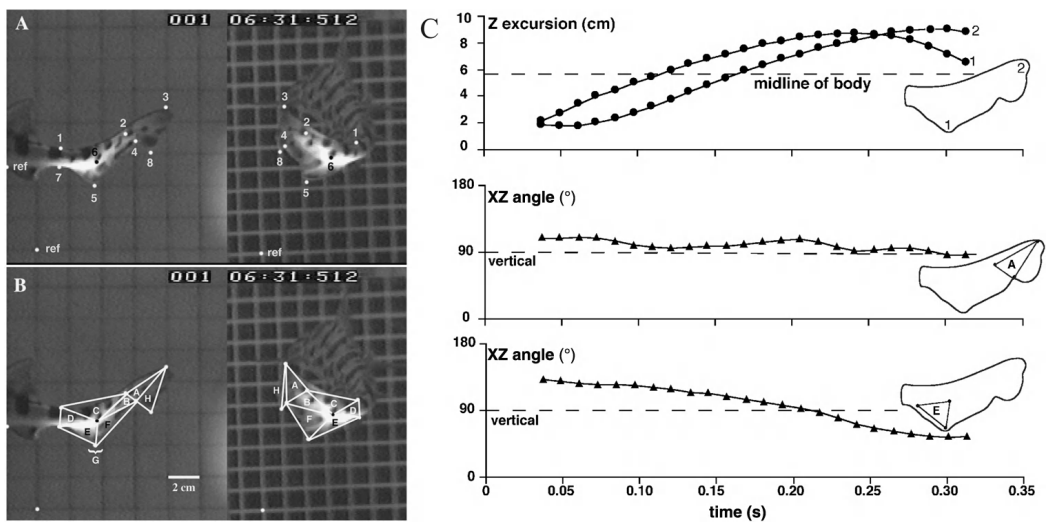 A
001
06:31:512
3
2
1
4
6
8
ref
7
5
ref
3
2
1
4
6
8
5
ref
B
001
06:31:512
A
B
H
C
D
E
F
G
2 cm
A
H
B
C
D
F
E
C
Z excursion (cm)
10
8
6
4
2
0
midline of body
2
1
2
1
XZ angle (°)
180
90
0
vertical
A
XZ angle (°)
180
90
0
vertical
E
0 0.05 0.10 0.15 0.20 0.25 0.30 0.35
time (s)